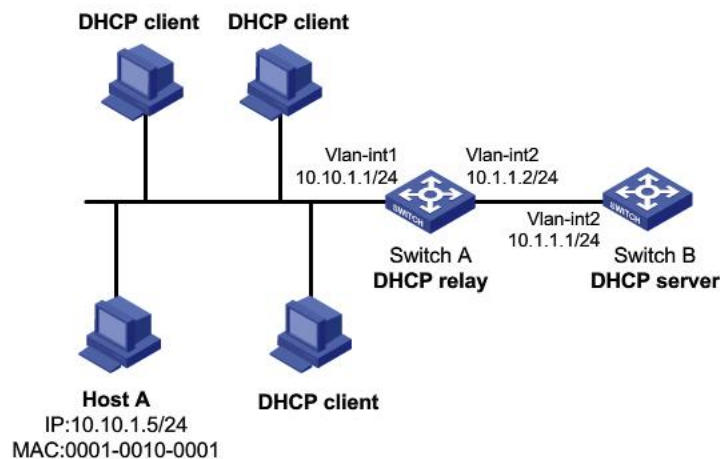 DHCP client
DHCP client
Vlan-int1
10.10.1.1/24
Vlan-int2
10.1.1.2/24
SWITCH
SWITCH
Vlan-int2
10.1.1.1/24
Switch A
DHCP relay
Switch B
DHCP server
Host A
IP:10.10.1.5/24
MAC:0001-0010-0001
DHCP client